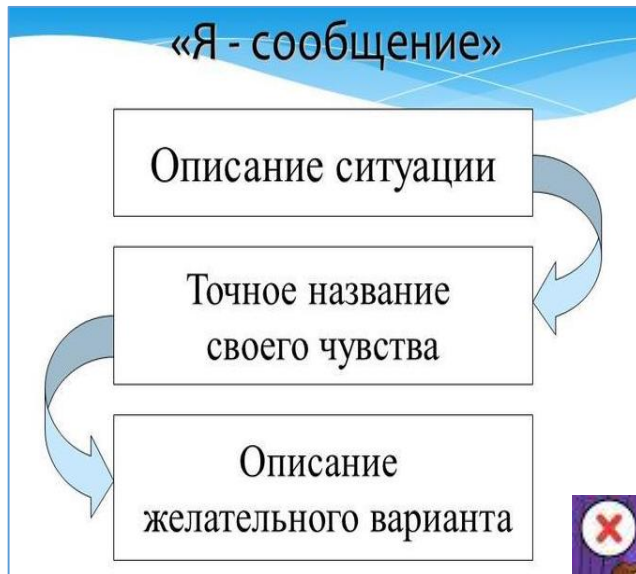 «Я - сообщение»
Описание ситуации
Точное название
своего чувства
Описание
желательного варианта